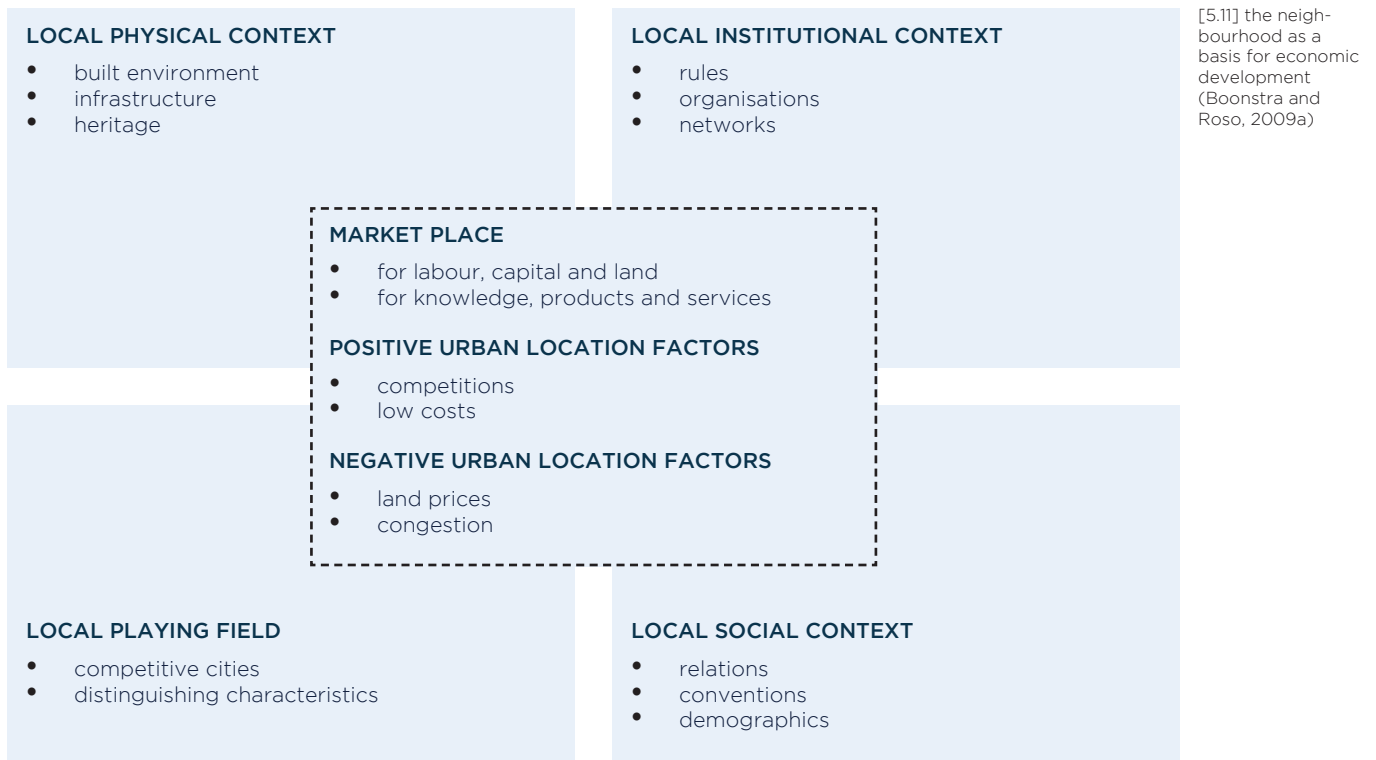 LOCAL PHYSICAL CONTEXT
• built environment
• infrastructure
• heritage
LOCAL INSTITUTIONAL CONTEXT
• rules
• organisations
• networks
[5.11] the neigh-
bourhood as a
basis for economic
development
(Boonstra and
Roso, 2009a)
MARKET PLACE
• for labour, capital and land
• for knowledge, products and services
POSITIVE URBAN LOCATION FACTORS
• competitions
• low costs
NEGATIVE URBAN LOCATION FACTORS
• land prices
• congestion
LOCAL PLAYING FIELD
• competitive cities
• distinguishing characteristics
LOCAL SOCIAL CONTEXT
• relations
• conventions
• demographics